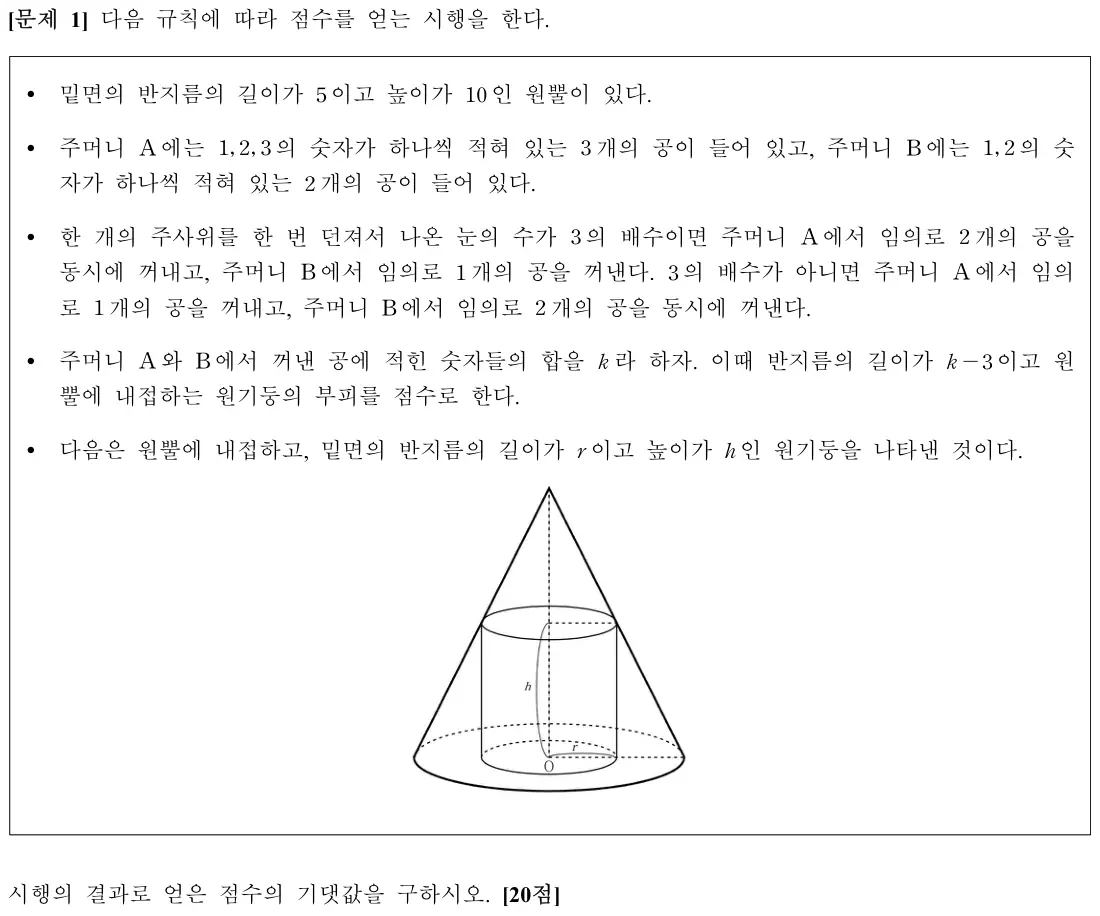 [문제 1] 다음 규칙에 따라 점수를 얻는 시행을 한다.
• 밑면의 반지름의 길이가 5이고 높이가 10인 원뿔이 있다.
• 주머니 A에는 1, 2, 3의 숫자가 하나씩 적혀 있는 3개의 공이 들어 있고, 주머니 B에는 1, 2의 숫
자가 하나씩 적혀 있는 2개의 공이 들어 있다.
• 한 개의 주사위를 한 번 던져서 나온 눈의 수가 3의 배수이면 주머니 A에서 임의로 2개의 공을
동시에 꺼내고, 주머니 B에서 임의로 1개의 공을 꺼낸다. 3의 배수가 아니면 주머니 A에서 임의
로 1개의 공을 꺼내고, 주머니 B에서 임의로 2개의 공을 동시에 꺼낸다.
• 주머니 A와 B에서 꺼낸 공에 적힌 숫자들의 합을 k라 하자. 이때 반지름의 길이가 k-3이고 원
뿔에 내접하는 원기둥의 부피를 점수로 한다.
• 다음은 원뿔에 내접하고, 밑면의 반지름의 길이가 r이고 높이가 h인 원기둥을 나타낸 것이다.
h
r
O
시행의 결과로 얻은 점수의 기댓값을 구하시오. [20점]